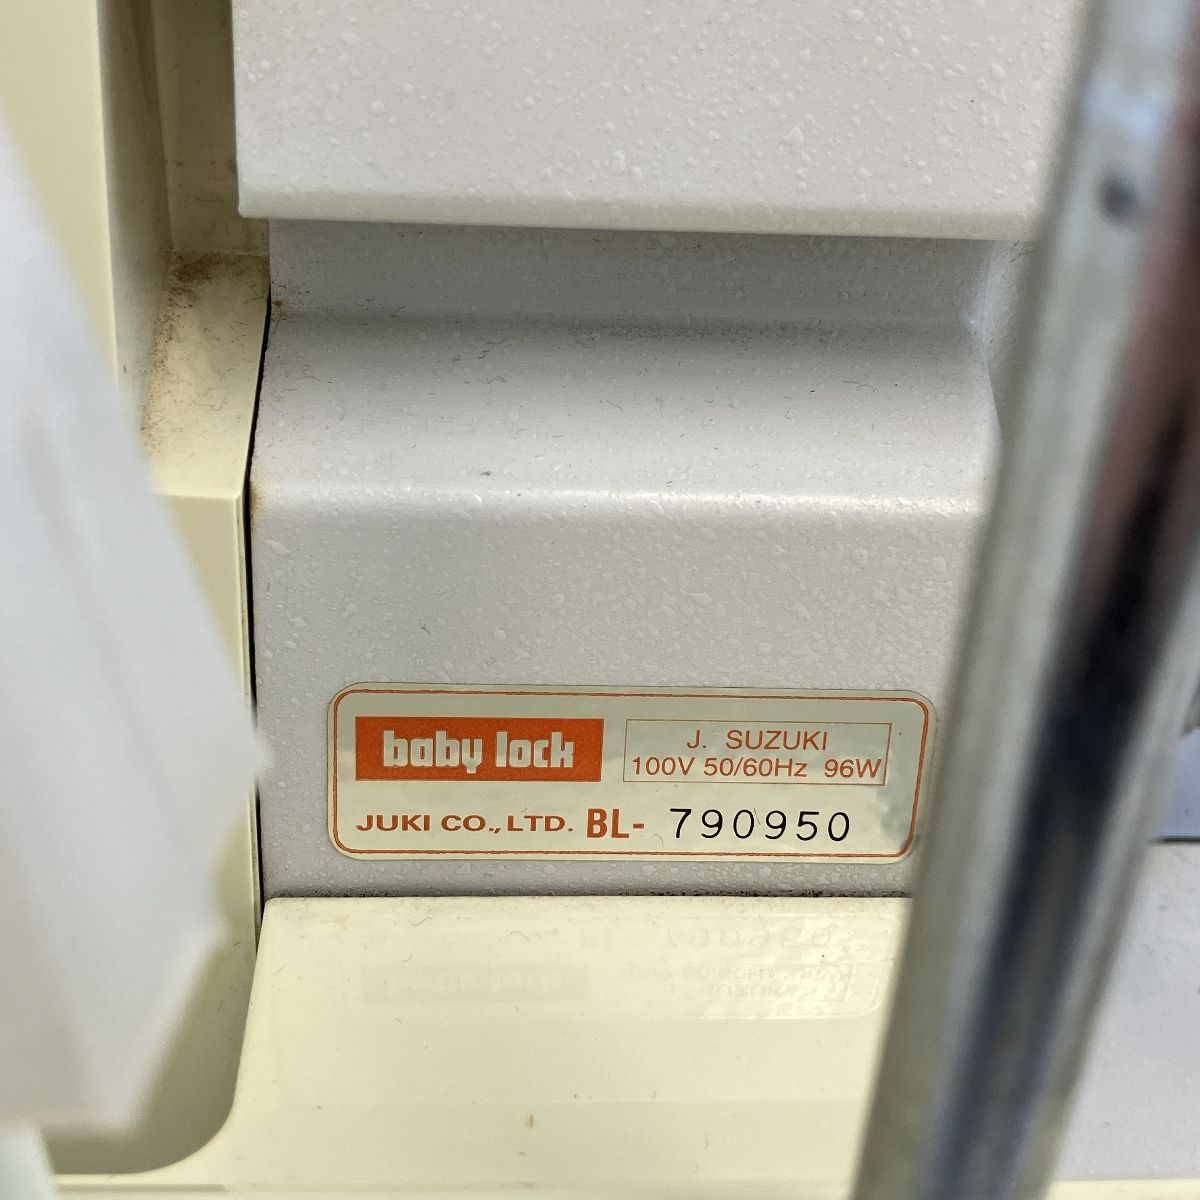 baby lock
J. SUZUKI
100V 50/60Hz 96W
JUKI CO., LTD. BL- 790950